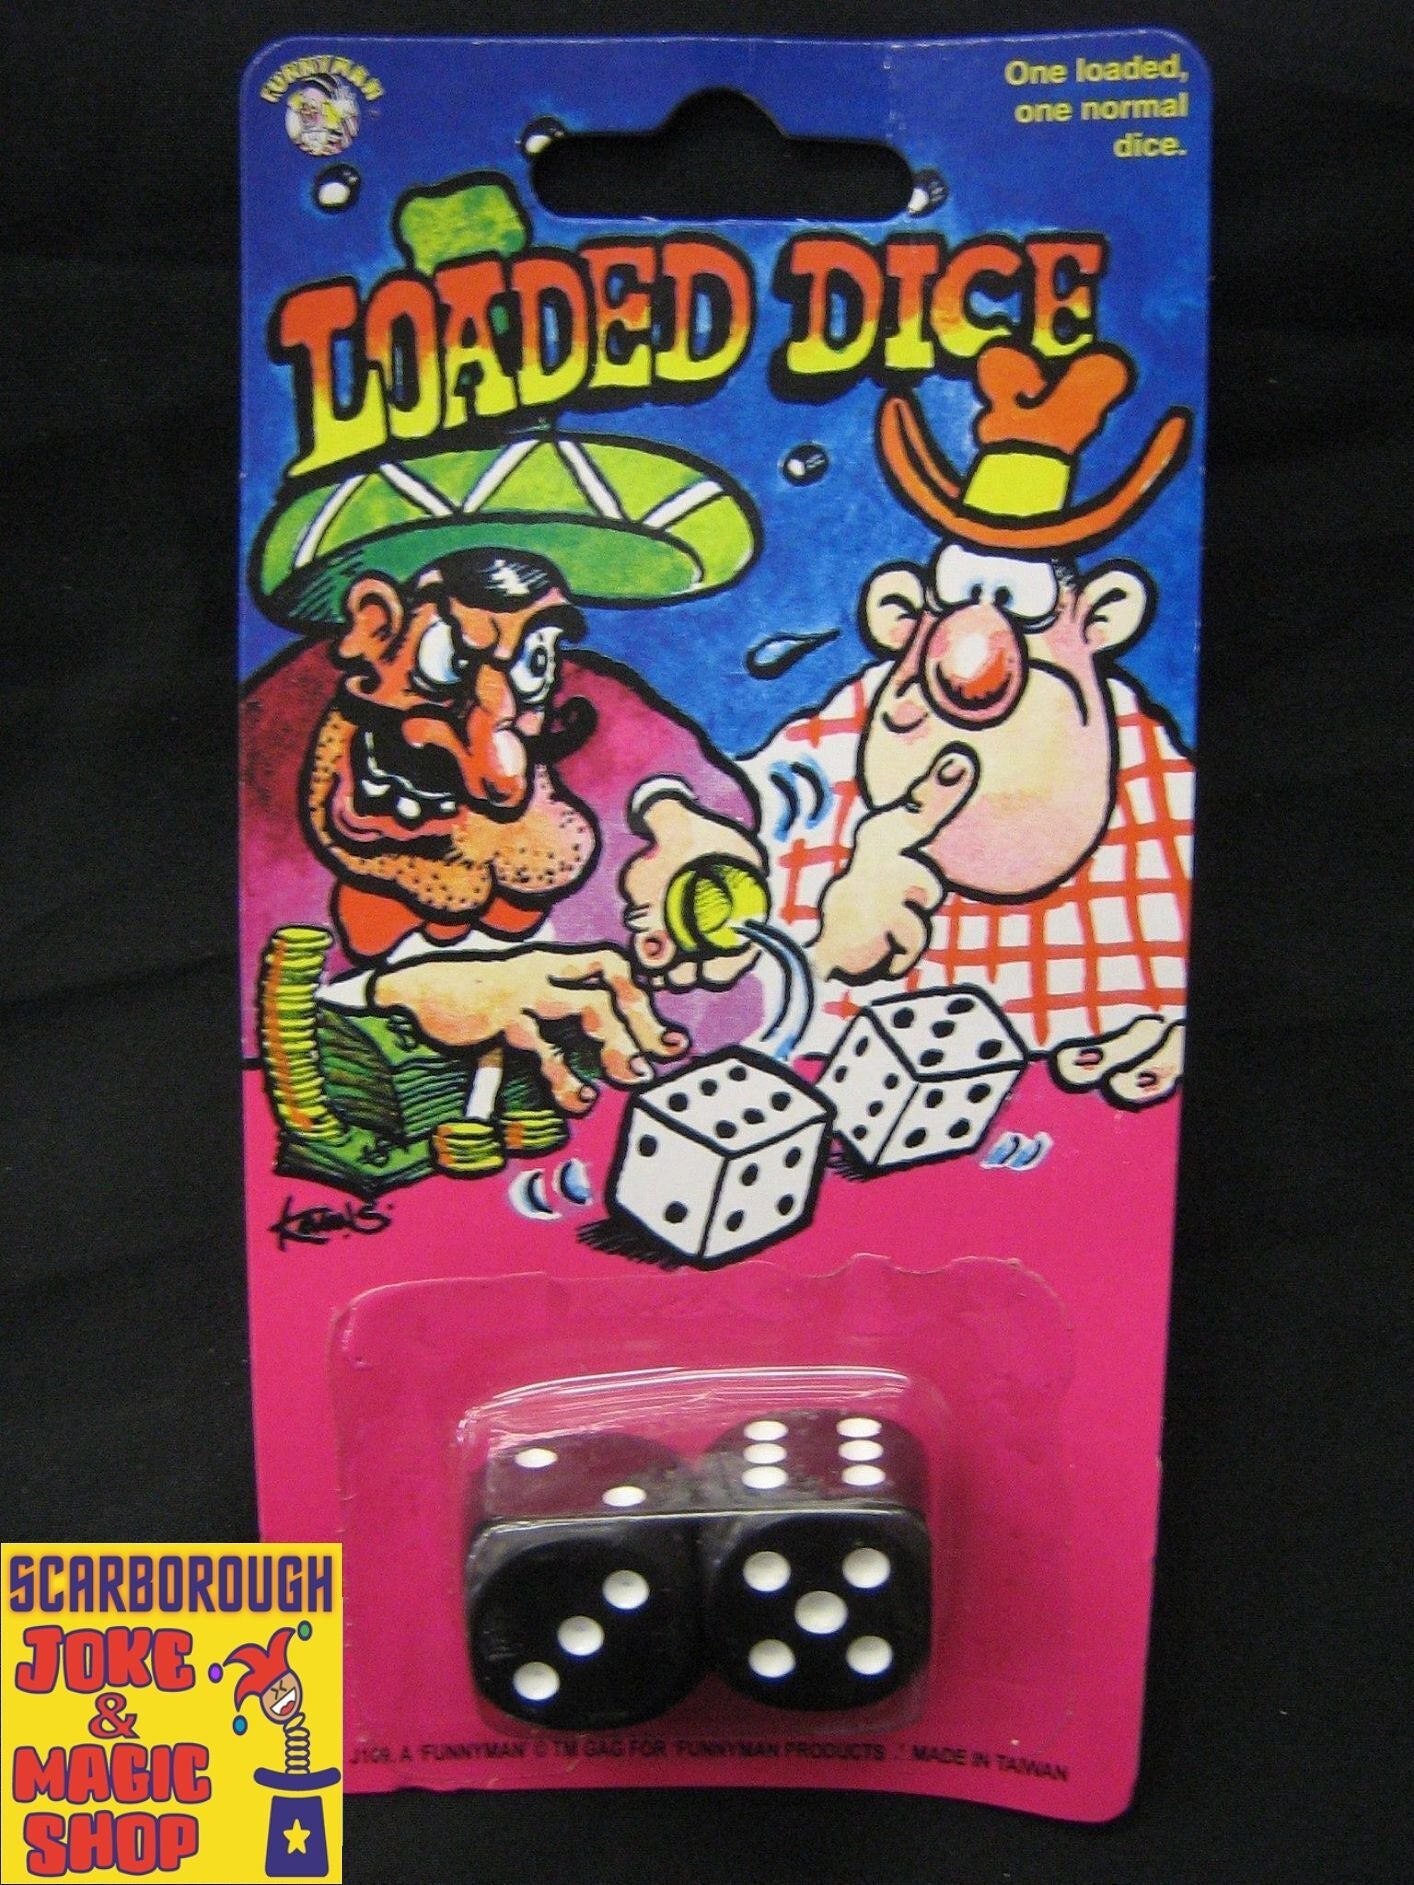 FUNNYMAN
One loaded,
one normal
dice.
LOADED DICE
J109. A 'FUNNYMAN' © TM GAG FOR 'FUNNYMAN PRODUCTS..' MADE IN TAIWAN
SCARBOROUGH
JOKE
&
MAGIC
SHOP